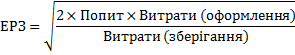 ЕРЗ = √(2 × Попит × Витрати (оформлення) / Витрати (зберігання))